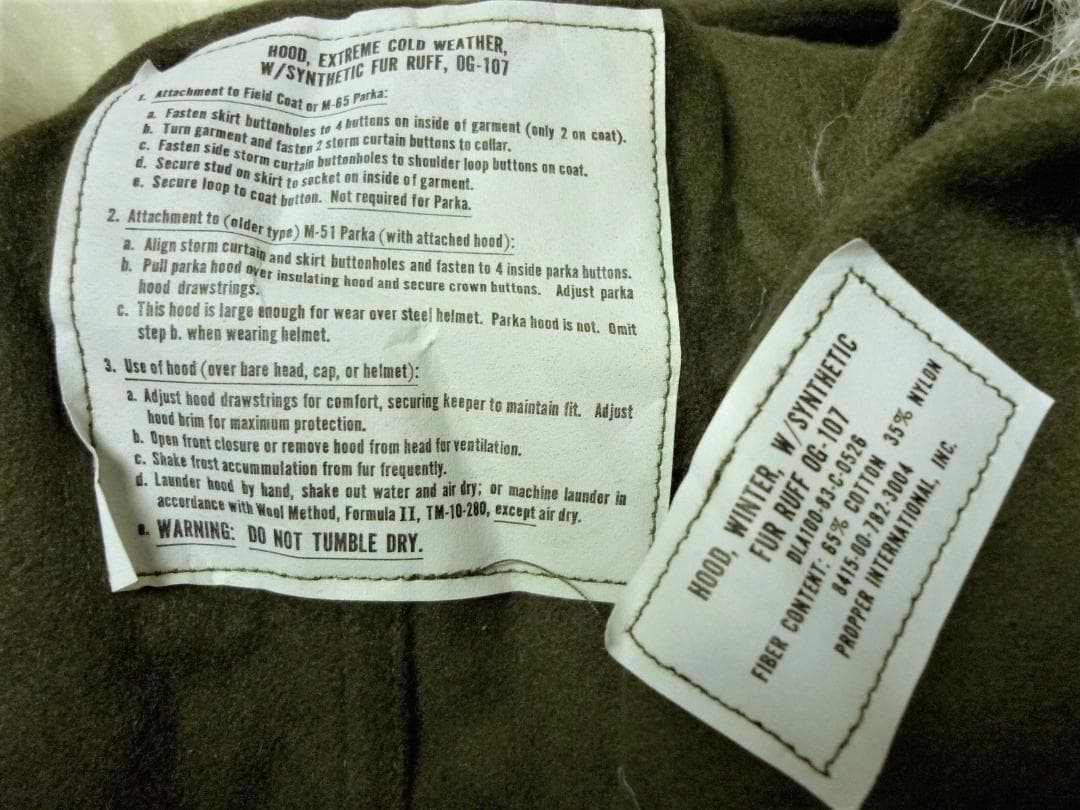 HOOD, EXTREME COLD WEATHER,
W/SYNTHETIC FUR RUFF, OG-107
1. Attachment to Field Coat or M-65 Parka:
a. Fasten skirt buttonholes to 4 buttons on inside of garment (only 2 on coat).
b. Turn garment and fasten 2 storm curtain buttons to collar.
c. Fasten side storm curtain buttonholes to shoulder loop buttons on coat.
d. Secure stud on skirt to socket on inside of garment.
e. Secure loop to coat button. Not required for Parka.
2. Attachment to (older type) M-51 Parka (with attached hood):
a. Align storm curtain and skirt buttonholes and fasten to 4 inside parka buttons.
b. Pull parka hood over insulating hood and secure crown buttons. Adjust parka
hood drawstrings.
c. This hood is large enough for wear over steel helmet. Parka hood is not. Omit
step b. when wearing helmet.
3. Use of hood (over bare head, cap, or helmet):
a. Adjust hood drawstrings for comfort, securing keeper to maintain fit. Adjust
hood brim for maximum protection.
b. Open front closure or remove hood from head for ventilation.
c. Shake frost accummulation from fur frequently.
d. Launder hood by hand, shake out water and air dry; or machine launder in
accordance with Wool Method, Formula II, TM-10-280, except air dry.
e. WARNING: DO NOT TUMBLE DRY.
HOOD, WINTER, W/SYNTHETIC
FUR RUFF OG-107
DLA100-83-C-0526
FIBER CONTENT: 65% COTTON 35% NYLON
8415-00-782-3004
PROPPER INTERNATIONAL, INC.